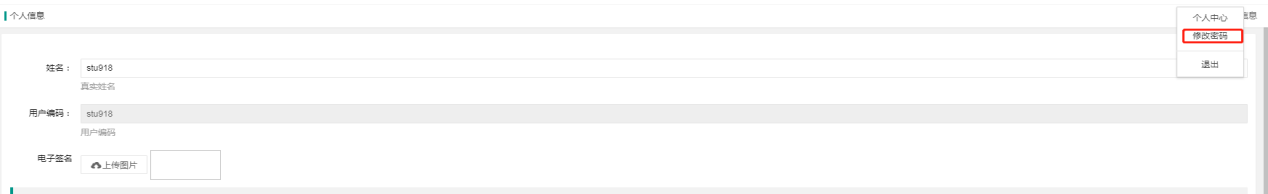 个人信息
个人中心
信息
修改密码
退出
姓名：
stu918
真实姓名
用户编码：
stu918
用户编码
电子签名
上传图片